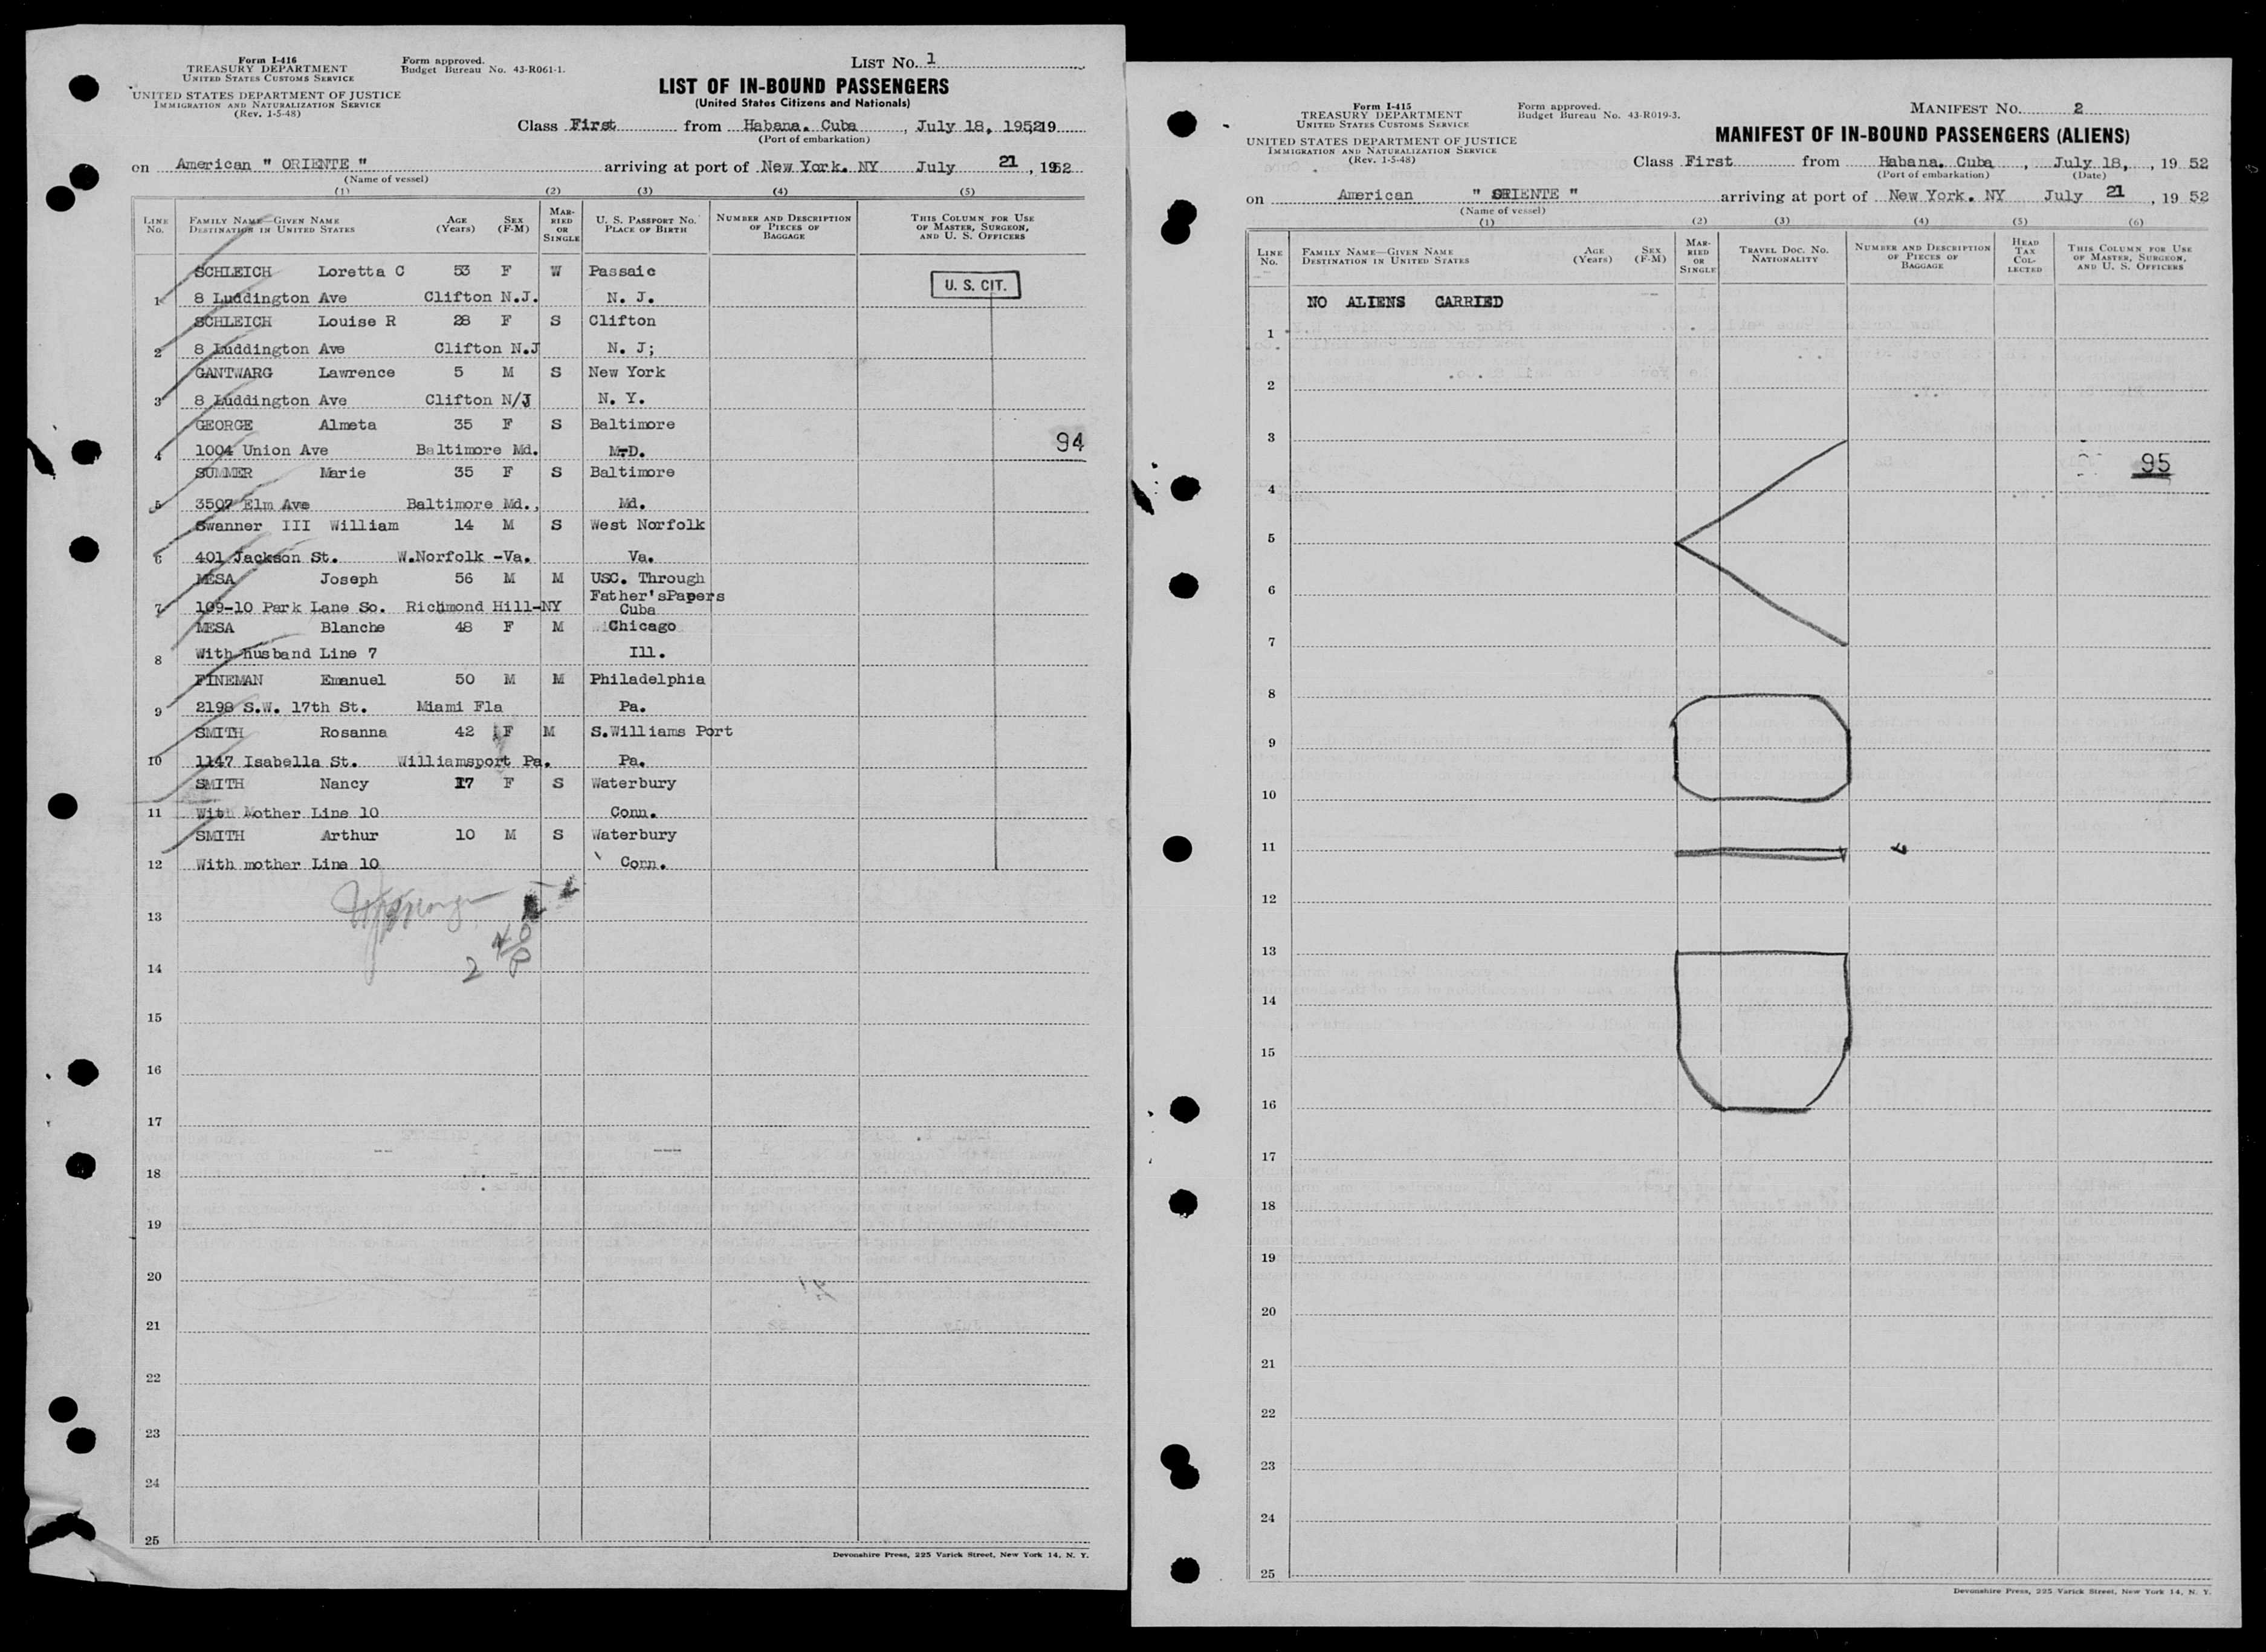 Form I-416
TREASURY DEPARTMENT
UNITED STATES CUSTOMS SERVICE
UNITED STATES DEPARTMENT OF JUSTICE
IMMIGRATION AND NATURALIZATION SERVICE
(Rev. 1-5-48)
Form approved.
Budget Bureau No. 43-R061-1.
LIST NO. 1
LIST OF IN-BOUND PASSENGERS
(United States Citizens and Nationals)
Class First from Habana. Cuba, July 18, 1952 19
(Port of embarkation)
on American " ORIENTE " arriving at port of New York. NY July 21, 1952
(Name of vessel)
(1) (2) (3) (4) (5)
LINE NO. FAMILY NAME—GIVEN NAME DESTINATION IN UNITED STATES AGE (Years) SEX (F-M) MARRIED OR SINGLE U. S. PASSPORT NO. PLACE OF BIRTH NUMBER AND DESCRIPTION OF PIECES OF BAGGAGE THIS COLUMN FOR USE OF MASTER, SURGEON, AND U. S. OFFICERS
SCHLEICH Loretta C 53 F W Passaic
U. S. CIT.
1 8 Luddington Ave Clifton N.J. N. J.
SCHLEICH Louise R 28 F S Clifton
2 8 Luddington Ave Clifton N.J N. J;
GANTWARG Lawrence 5 M S New York
3 8 Luddington Ave Clifton N/J N. Y.
GEORGE Almeta 35 F S Baltimore
4 1004 Union Ave Baltimore Md. M.D.
94
SUMMER Marie 35 F S Baltimore
5 3507 Elm Ave Baltimore Md., Md.
Swanner III William 14 M S West Norfolk
6 401 Jackson St. W.Norfolk -Va. Va.
MESA Joseph 56 M M USC. Through
Father'sPapers
7 109-10 Park Lane So. Richmond Hill-NY Cuba
MESA Blanche 48 F M Chicago
8 With husband Line 7 Ill.
FINEMAN Emanuel 50 M M Philadelphia
9 2198 S.W. 17th St. Miami Fla Pa.
SMITH Rosanna 42 F M S.Williams Port
10 1147 Isabella St. Williamsport Pa. Pa.
SMITH Nancy 17 F S Waterbury
11 With Mother Line 10 Conn.
SMITH Arthur 10 M S Waterbury
12 With mother Line 10 Conn.
13
14 2
15
16
17
18
19
20
21
22
23
24
25
Devonshire Press, 225 Varick Street, New York 14, N. Y.
Form I-415
TREASURY DEPARTMENT
UNITED STATES CUSTOMS SERVICE
UNITED STATES DEPARTMENT OF JUSTICE
IMMIGRATION AND NATURALIZATION SERVICE
(Rev. 1-5-48)
Form approved.
Budget Bureau No. 43-R019-3.
MANIFEST NO. 2
MANIFEST OF IN-BOUND PASSENGERS (ALIENS)
Class First from Habana. Cuba, July 18, 19 52
(Port of embarkation) (Date)
on American " ORIENTE " arriving at port of New York. NY July 21, 19 52
(Name of vessel)
(1) (2) (3) (4) (5) (6)
LINE NO. FAMILY NAME—GIVEN NAME DESTINATION IN UNITED STATES AGE (Years) SEX (F-M) MARRIED OR SINGLE TRAVEL DOC. NO. NATIONALITY NUMBER AND DESCRIPTION OF PIECES OF BAGGAGE HEAD TAX COLLECTED THIS COLUMN FOR USE OF MASTER, SURGEON, AND U. S. OFFICERS
NO ALIENS CARRIED
1
2
3
95
4
5
6
7
8
9
10
11
12
13
14
15
16
17
18
19
20
21
22
23
24
25
Devonshire Press, 225 Varick Street, New York 14, N. Y.